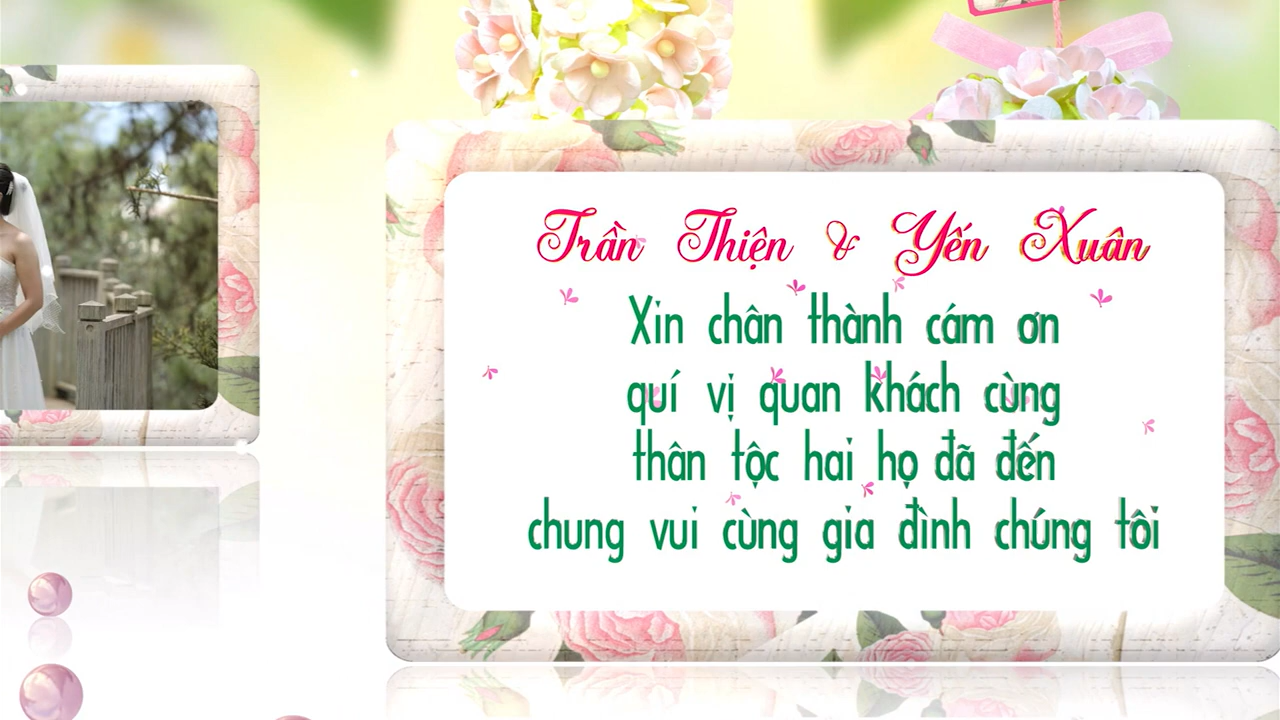 Trần Thiện & Yến Xuân
Xin chân thành cám ơn
quí vị quan khách cùng
thân tộc hai họ đã đến
chung vui cùng gia đình chúng tôi